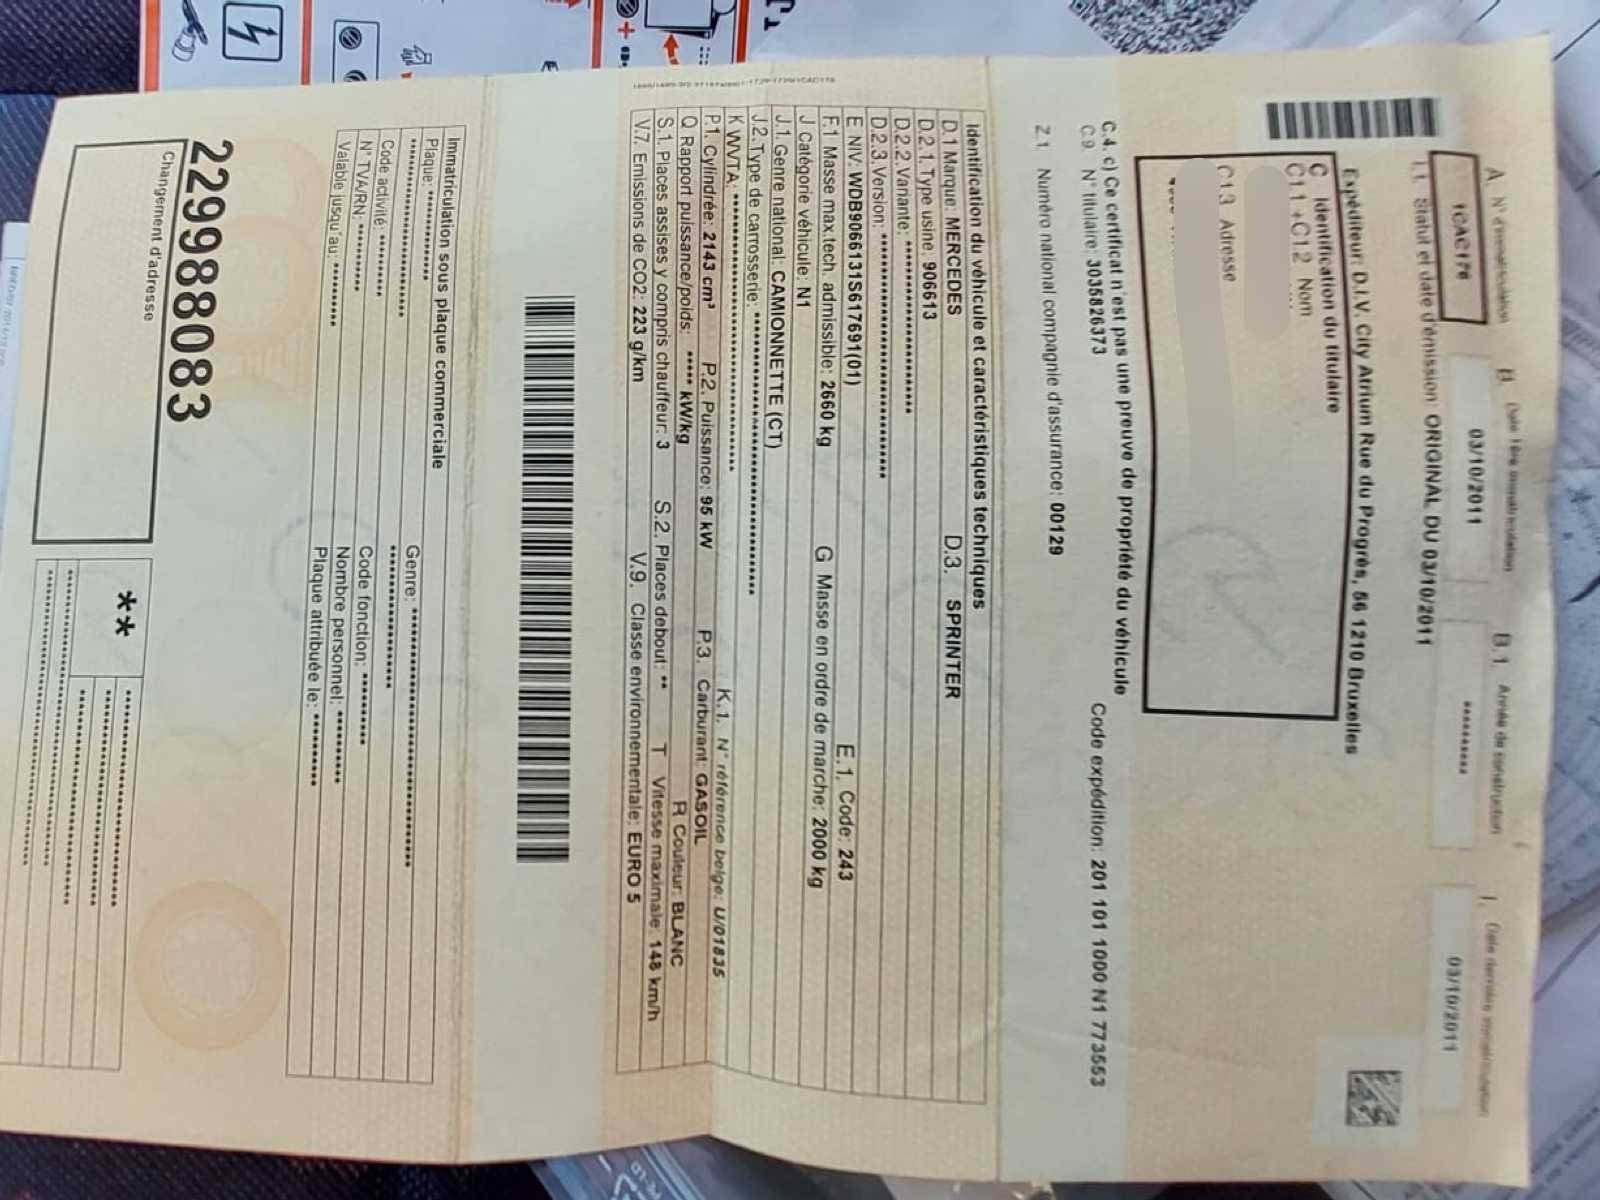 A. N° d'immatriculation
B. Date 1ère immatriculation
B.1. Année de construction
I. Date dernière immatriculation
1CAC176
03/10/2011
*********
03/10/2011
I.1. Statut et date d'émission: ORIGINAL DU 03/10/2011
Expéditeur: D.I.V. City Atrium Rue du Progrès, 56 1210 Bruxelles
C Identification du titulaire
C1.1 +C1.2 Nom
C1.3 Adresse
C.4. c) Ce certificat n'est pas une preuve de propriété du véhicule
C.9. N° titulaire: 3035826373 Code expédition: 201 101 1000 N1 773553
Z.1. Numéro national compagnie d'assurance: 00129
Identification du véhicule et caractéristiques techniques
D.1 Marque: MERCEDES D.3. SPRINTER
D.2.1. Type usine: 906613
D.2.2. Variante: ************************
D.2.3. Version: ***********************************
E NIV: WDB9066131S617691(01) E.1. Code: 243
F.1 Masse max.tech. admissible: 2660 kg G Masse en ordre de marche: 2000 kg
J Catégorie véhicule: N1
J.1. Genre national: CAMIONNETTE (CT)
J.2. Type de carrosserie: ****************************************
K WVTA: *************************************** K.1. N° référence belge: U/01835
P.1. Cylindrée: 2143 cm³ P.2. Puissance: 95 kW P.3. Carburant: GASOIL
Q Rapport puissance/poids: **** kW/kg R Couleur: BLANC
S.1. Places assises y compris chauffeur: 3 S.2. Places debout: ** T Vitesse maximale: 148 km/h
V.7. Emissions de CO2: 223 g/km V.9. Classe environnementale: EURO 5
Immatriculation sous plaque commerciale
Plaque: ************* Genre: ***********************************
*************************
Code activité: ********* ********************
N° TVA/RN: ********** Code fonction: **********
Valable jusqu'au: ********* Nombre personnel: **********
Plaque attribuée le: **********
229988083
Changement d'adresse
**